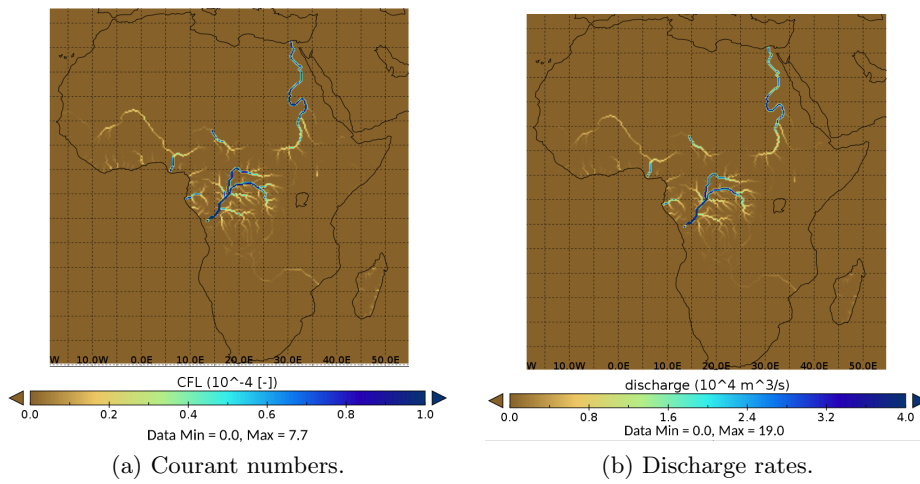 W 10.0W 0.0E 10.0E 20.0E 30.0E 40.0E 50.0E
CFL (10^-4 [-])
0.0 0.2 0.4 0.6 0.8 1.0
Data Min = 0.0, Max = 7.7
(a) Courant numbers.
W 10.0W 0.0E 10.0E 20.0E 30.0E 40.0E 50.0E
discharge (10^4 m^3/s)
0.0 0.8 1.6 2.4 3.2 4.0
Data Min = 0.0, Max = 19.0
(b) Discharge rates.